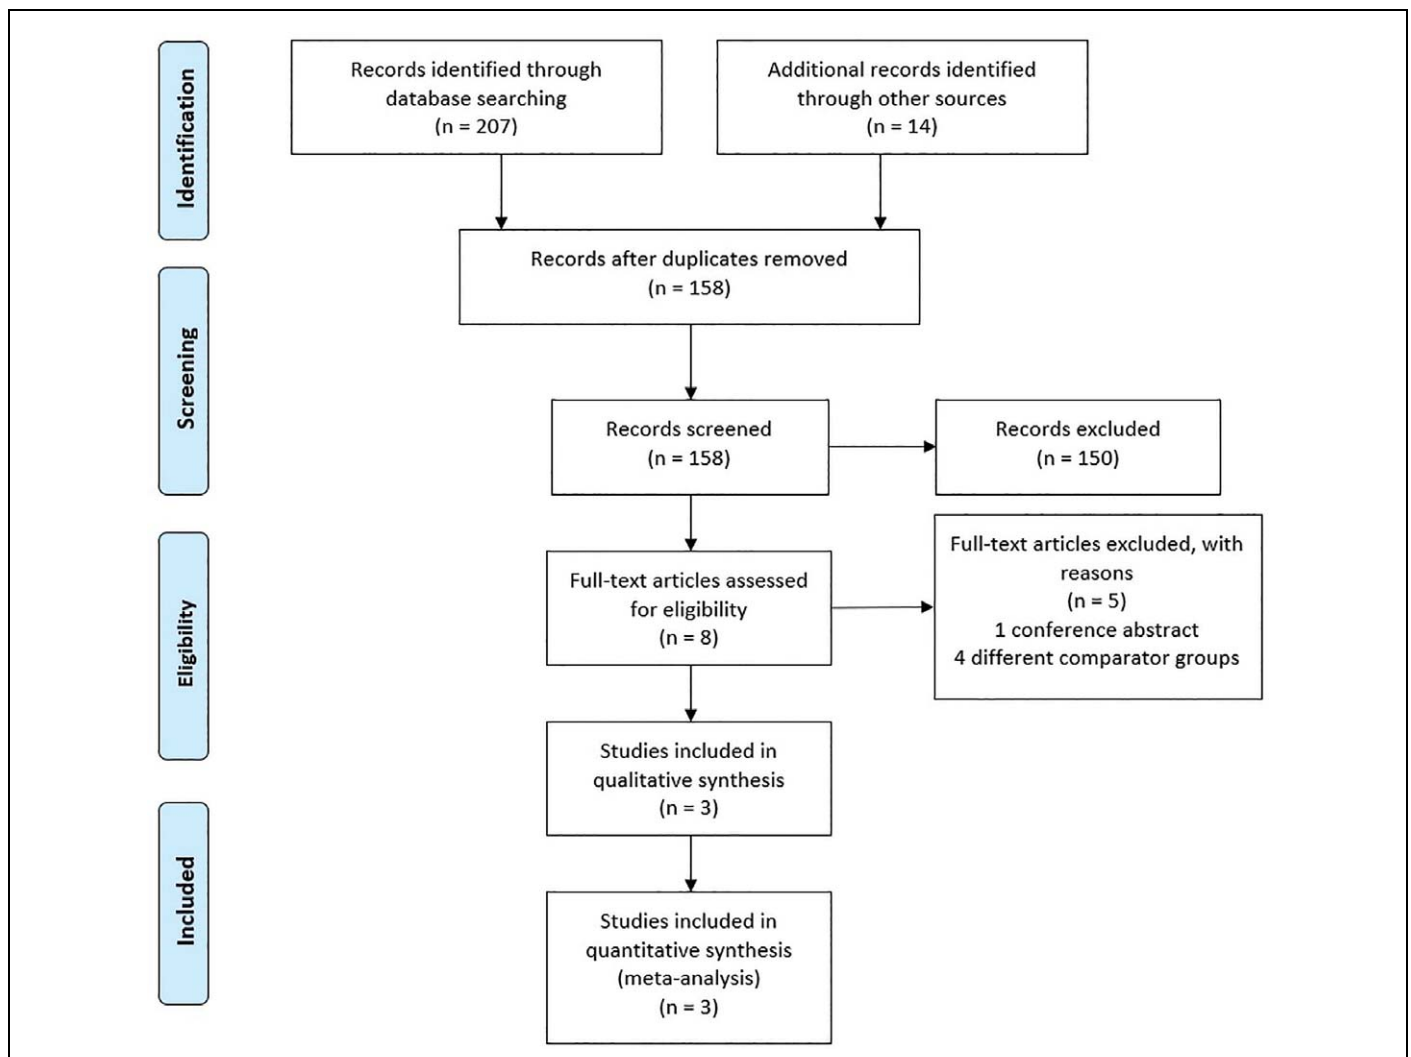 Identification
Records identified through
database searching
(n = 207)
Additional records identified
through other sources
(n = 14)
Records after duplicates removed
(n = 158)
Screening
Records screened
(n = 158)
Records excluded
(n = 150)
Eligibility
Full-text articles assessed
for eligibility
(n = 8)
Full-text articles excluded, with
reasons
(n = 5)
1 conference abstract
4 different comparator groups
Studies included in
qualitative synthesis
(n = 3)
Included
Studies included in
quantitative synthesis
(meta-analysis)
(n = 3)